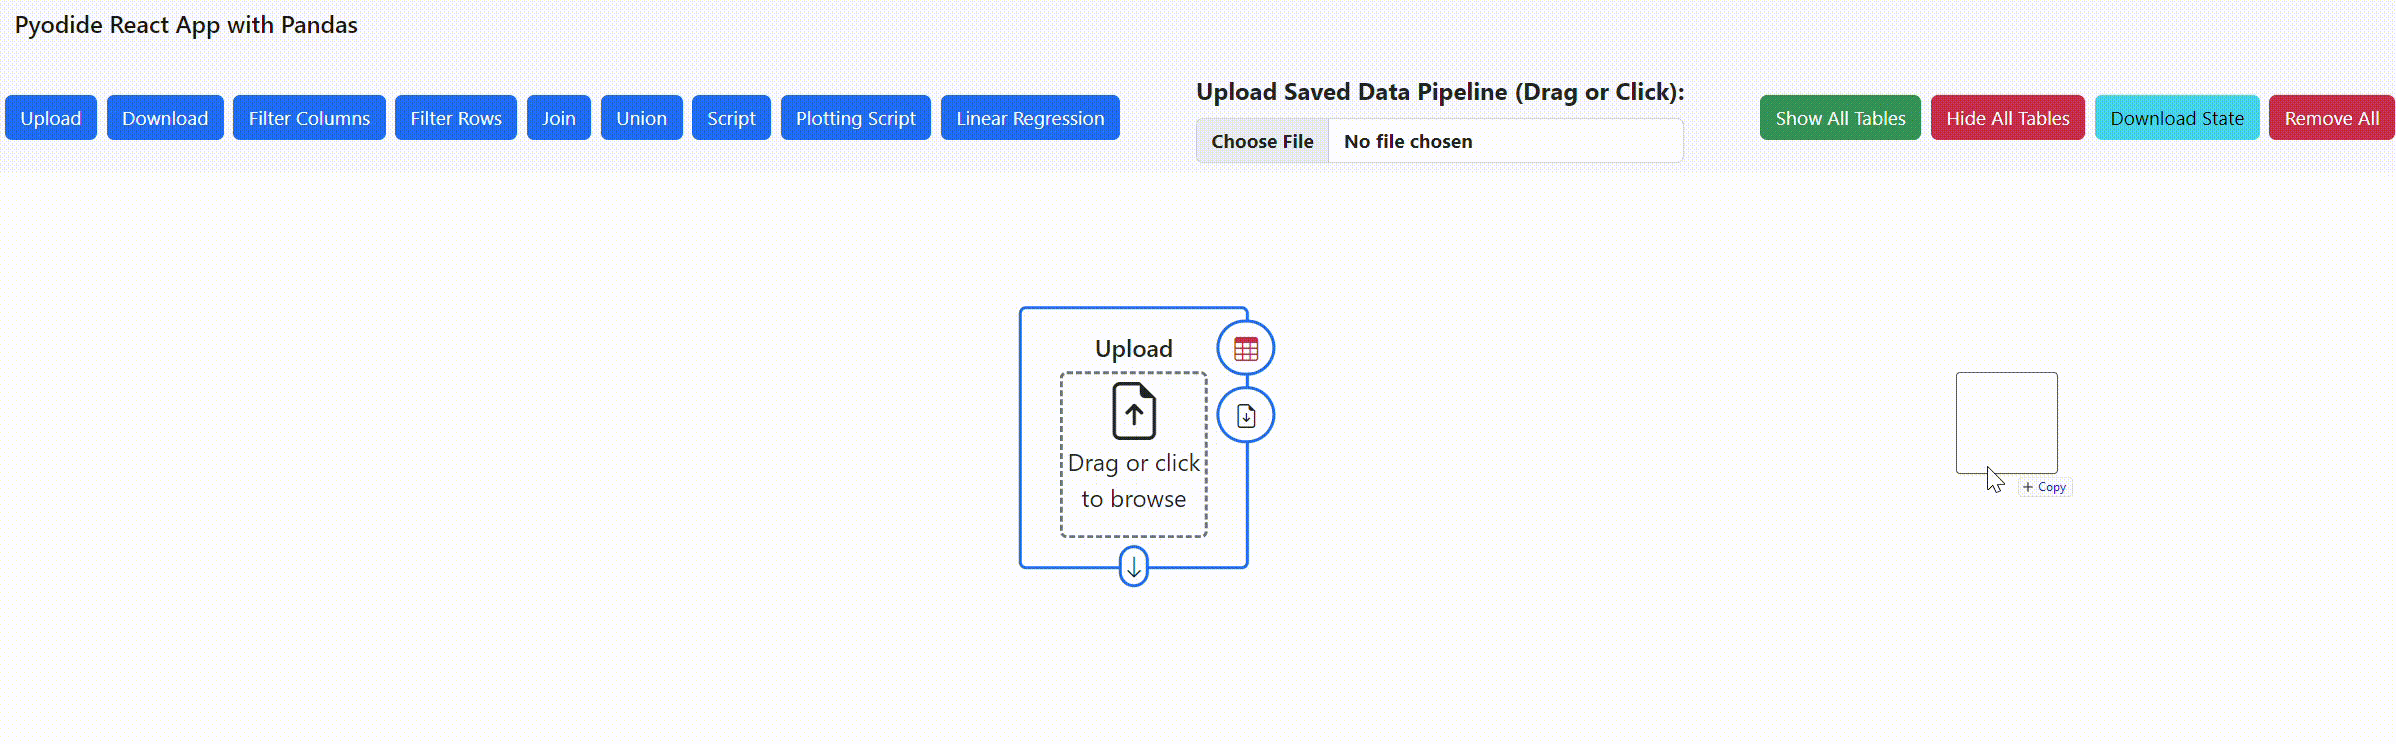 Pyodide React App with Pandas
Upload Saved Data Pipeline (Drag or Click):
Upload Download Filter Columns Filter Rows Join Union Script Plotting Script Linear Regression
Choose File No file chosen
Show All Tables Hide All Tables Download State Remove All
Upload
Drag or click
to browse
+ Copy